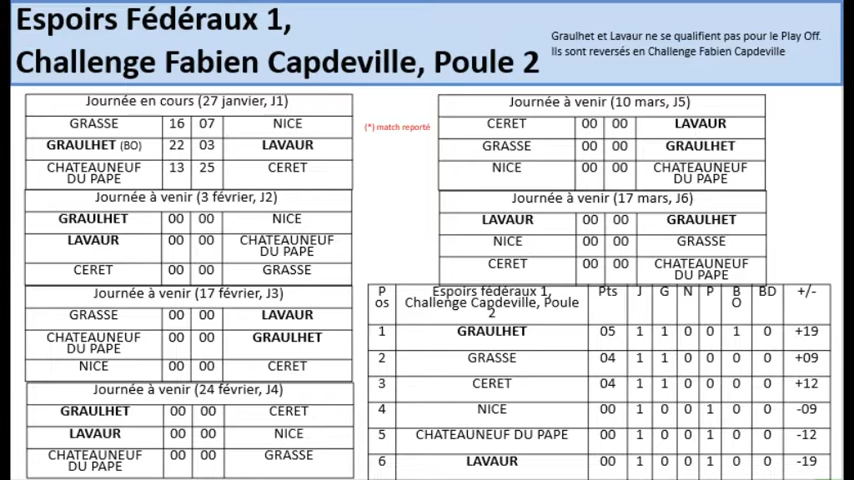 Espoirs Fédéraux 1,
Challenge Fabien Capdeville, Poule 2
Graulhet et Lavaur ne se qualifient pas pour le Play Off.
Ils sont reversés en Challenge Fabien Capdeville
Journée en cours (27 janvier, J1)
GRASSE 16 07 NICE
GRAULHET (BO) 22 03 LAVAUR
CHATEAUNEUF DU PAPE 13 25 CERET
(*) match reporté
Journée à venir (3 février, J2)
GRAULHET 00 00 NICE
LAVAUR 00 00 CHATEAUNEUF DU PAPE
CERET 00 00 GRASSE
Journée à venir (17 février, J3)
GRASSE 00 00 LAVAUR
CHATEAUNEUF DU PAPE 00 00 GRAULHET
NICE 00 00 CERET
Journée à venir (24 février, J4)
GRAULHET 00 00 CERET
LAVAUR 00 00 NICE
CHATEAUNEUF DU PAPE 00 00 GRASSE
Journée à venir (10 mars, J5)
CERET 00 00 LAVAUR
GRASSE 00 00 GRAULHET
NICE 00 00 CHATEAUNEUF DU PAPE
Journée à venir (17 mars, J6)
LAVAUR 00 00 GRAULHET
NICE 00 00 GRASSE
CERET 00 00 CHATEAUNEUF DU PAPE
Pos Espoirs fédéraux 1, Challenge Capdeville, Poule 2 Pts J G N P BO BD +/-
1 GRAULHET 05 1 1 0 0 1 0 +19
2 GRASSE 04 1 1 0 0 0 0 +09
3 CERET 04 1 1 0 0 0 0 +12
4 NICE 00 1 0 0 1 0 0 -09
5 CHATEAUNEUF DU PAPE 00 1 0 0 1 0 0 -12
6 LAVAUR 00 1 0 0 1 0 0 -19